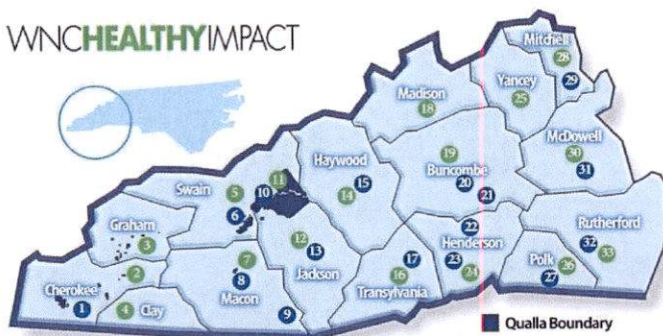 WNCHEALTHYIMPACT
Mitchell
28
29
Madison
18
Yancey
25
McDowell
30
31
Haywood
14
15
19
Buncombe
20
21
Swain
5
6
10
11
Graham
3
Rutherford
32
33
22
Henderson
23
24
12
13
Jackson
17
16
Transylvania
7
8
Macon
9
2
Cherokee
1
4
Clay
Polk
26
27
Qualla Boundary